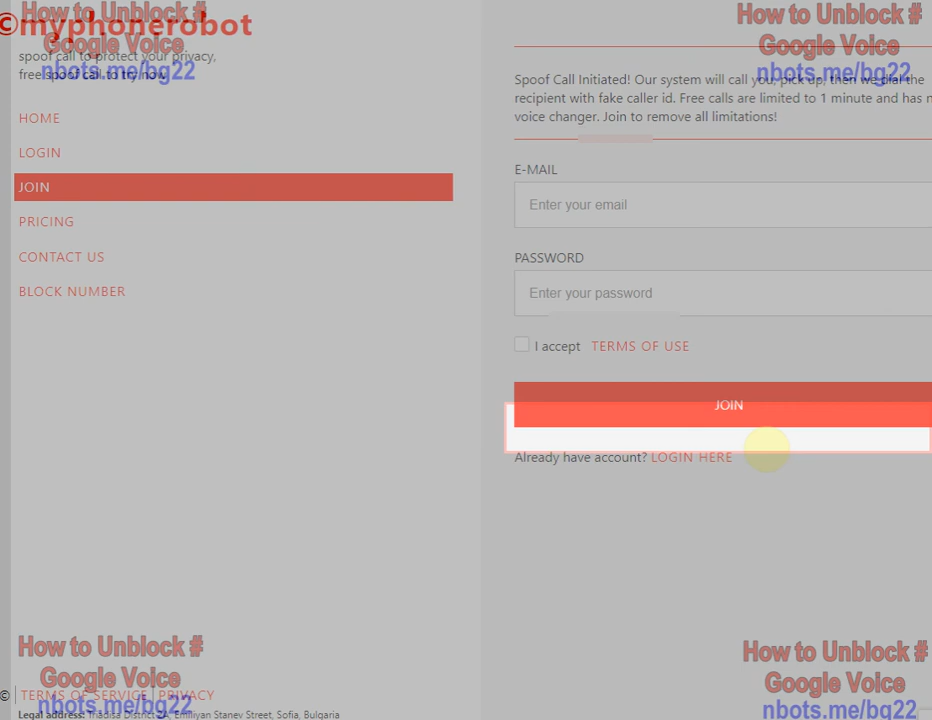 ©myphonerobot
How to Unblock #
Google Voice
nbots.me/bg22
spoof call to protect your privacy,
free spoof call to try now
HOME
LOGIN
JOIN
PRICING
CONTACT US
BLOCK NUMBER
How to Unblock #
Google Voice
nbots.me/bg22
Spoof Call Initiated! Our system will call you, pick up, then we dial the
recipient with fake caller id. Free calls are limited to 1 minute and has n
voice changer. Join to remove all limitations!
E-MAIL
Enter your email
PASSWORD
Enter your password
I accept TERMS OF USE
JOIN
Already have account? LOGIN HERE
How to Unblock #
Google Voice
nbots.me/bg22
© | TERMS OF SERVICE | PRIVACY
Legal address: Triadisa District 2A, Emiliyan Stanev Street, Sofia, Bulgaria
How to Unblock #
Google Voice
nbots.me/bg22